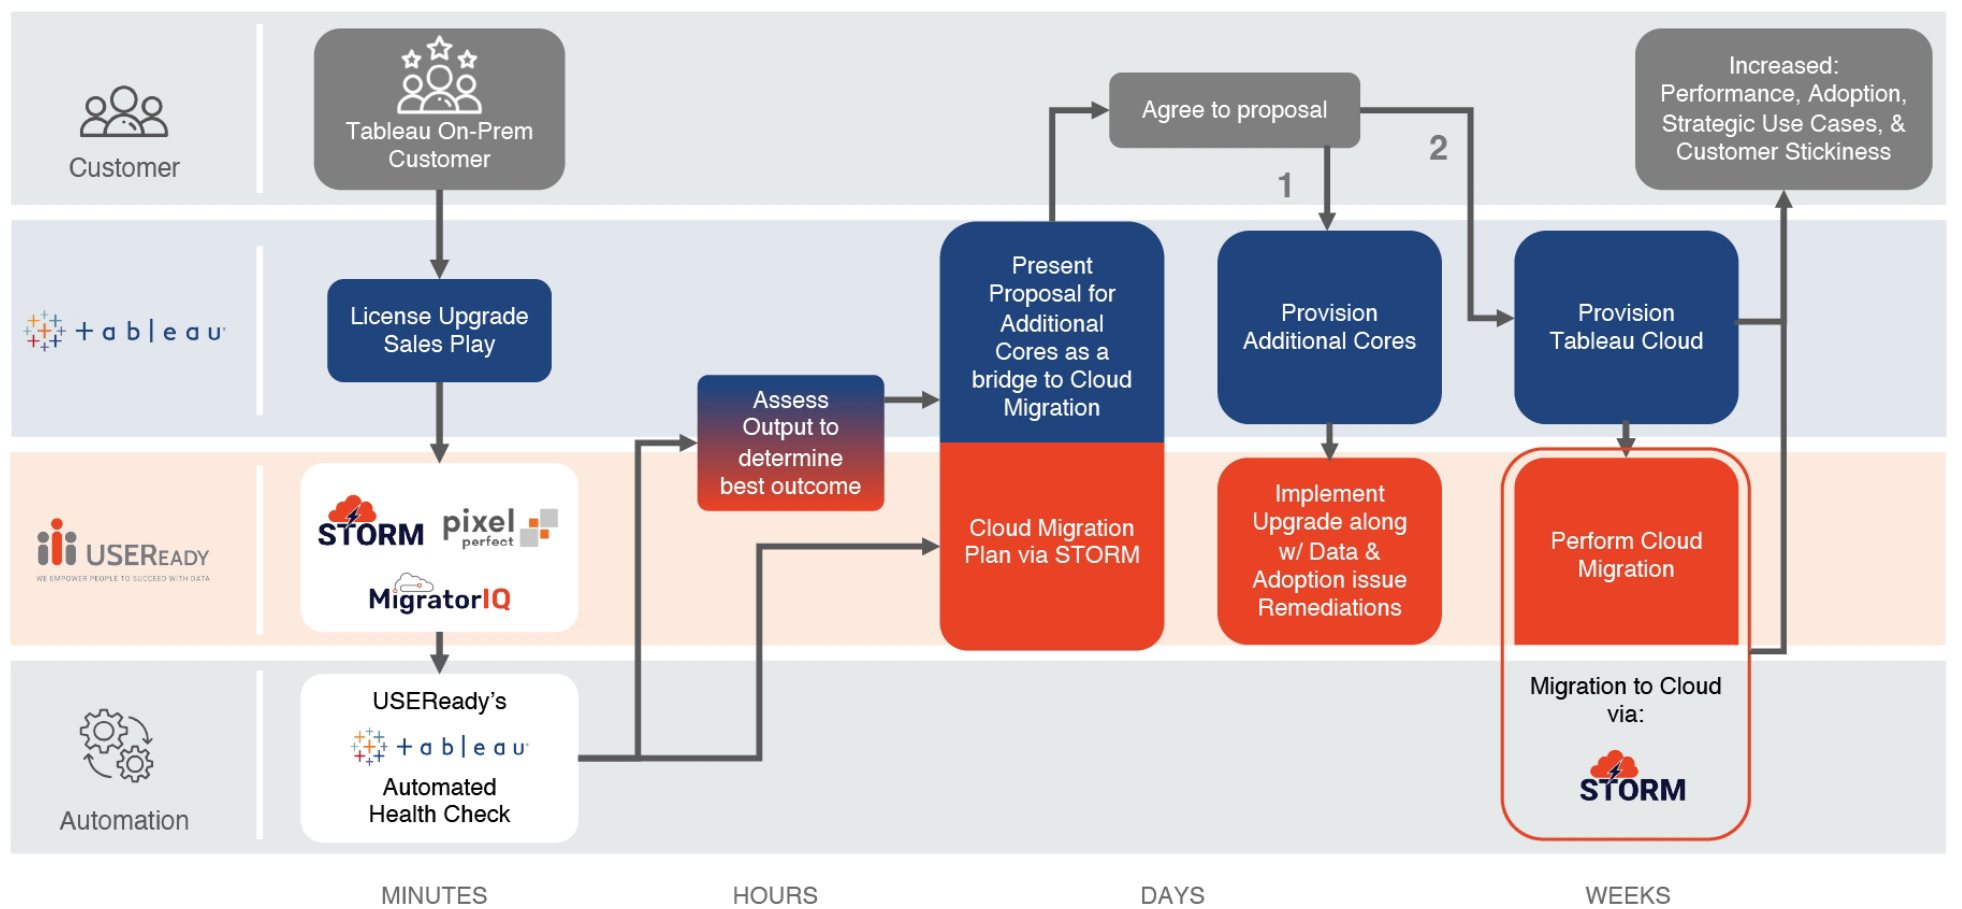 Customer
Tableau On-Prem
Customer
Agree to proposal
1
2
Increased:
Performance, Adoption,
Strategic Use Cases, &
Customer Stickiness
+ableau
License Upgrade
Sales Play
Assess
Output to
determine
best outcome
Present
Proposal for
Additional
Cores as a
bridge to Cloud
Migration
Provision
Additional Cores
Provision
Tableau Cloud
USEREADY
WE EMPOWER PEOPLE TO SUCCEED WITH DATA
STORM
pixel
perfect
MigratorIQ
Cloud Migration
Plan via STORM
Implement
Upgrade along
w/ Data &
Adoption issue
Remediations
Perform Cloud
Migration
Automation
USEReady’s
+ableau
Automated
Health Check
Migration to Cloud
via:
STORM
MINUTES
HOURS
DAYS
WEEKS